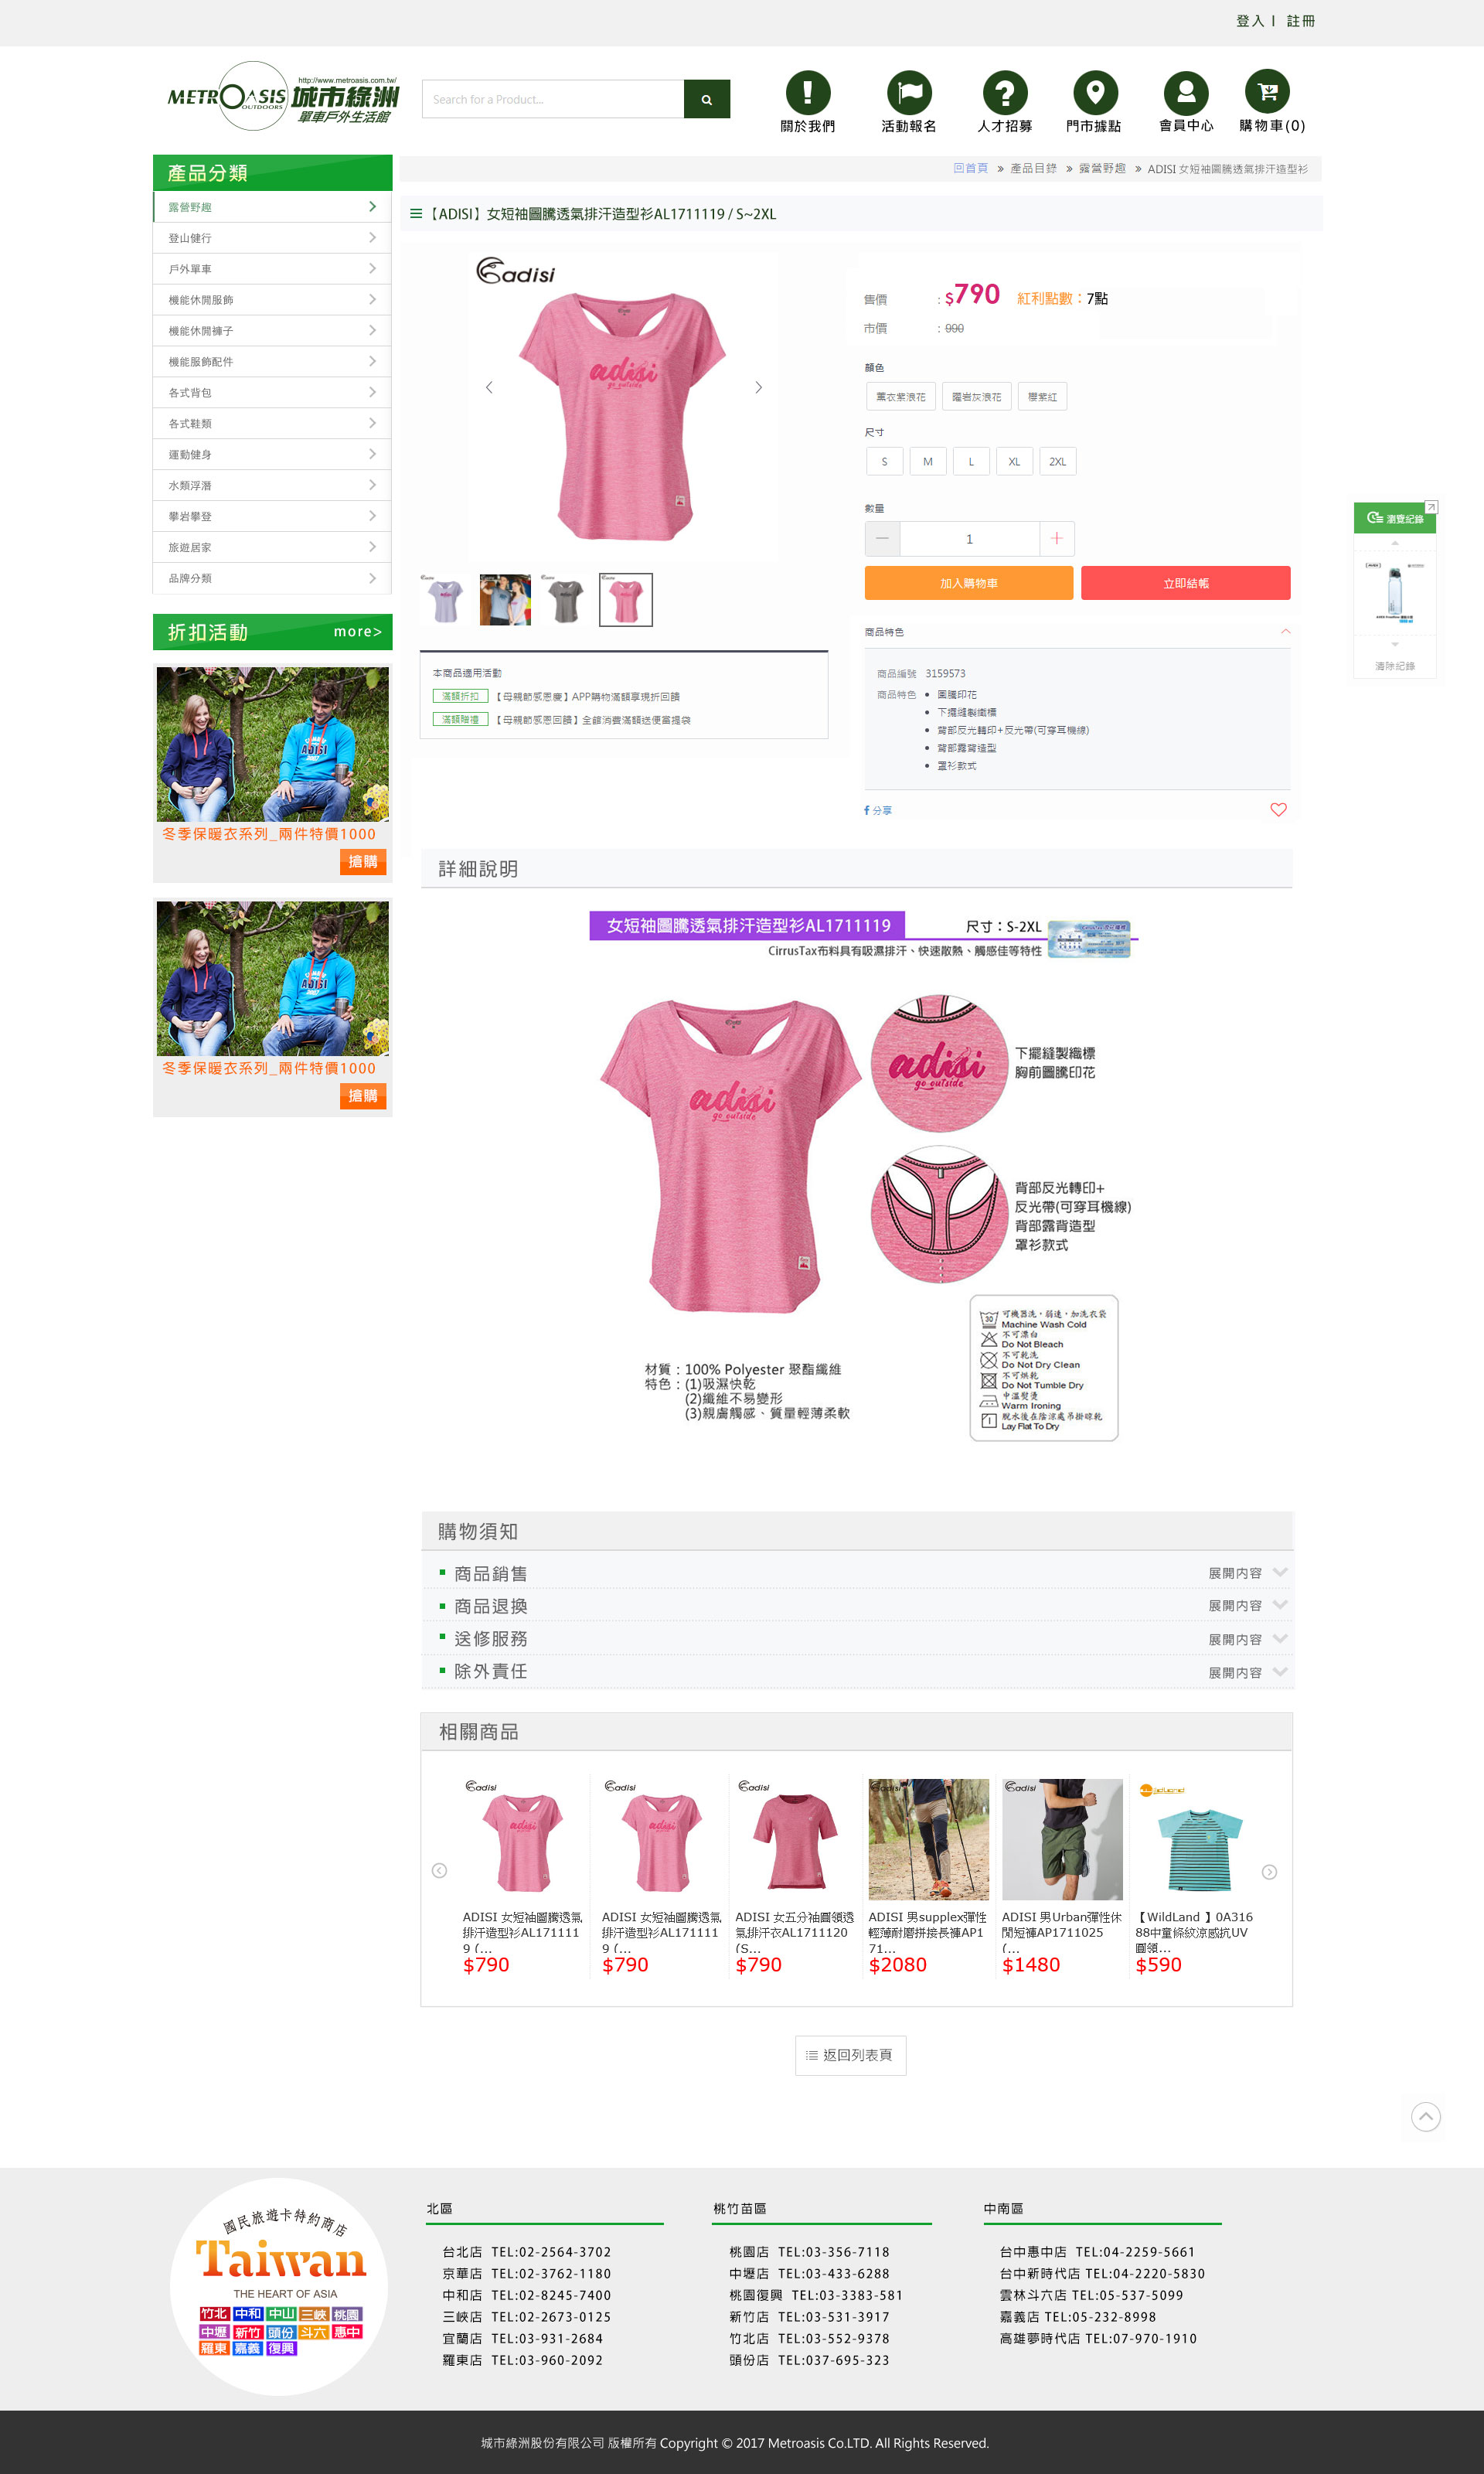 登入 | 註冊
http://www.metroasis.com.tw/
METROASIS 城市綠洲
OUTDOORS
單車戶外生活館
Search for a Product...
關於我們
活動報名
人才招募
門市據點
會員中心
購物車(0)
產品分類
露營野趣
登山健行
戶外單車
機能休閒服飾
機能休閒褲子
機能服飾配件
各式背包
各式鞋類
運動健身
水類浮潛
攀岩攀登
旅遊居家
品牌分類
折扣活動 more>
冬季保暖衣系列_兩件特價1000
搶購
冬季保暖衣系列_兩件特價1000
搶購
回首頁 » 產品目錄 » 露營野趣 » ADISI 女短袖圖騰透氣排汗造型衫
【ADISI】女短袖圖騰透氣排汗造型衫AL1711119 / S~2XL
adisi
adisi
go outside
售價 : $790 紅利點數：7點
市價 : 990
顏色
薰衣紫浪花 曜岩灰浪花 櫻紫紅
尺寸
S M L XL 2XL
數量
1
加入購物車 立即結帳
瀏覽紀錄
清除紀錄
本商品適用活動
滿額折扣 【母親節感恩慶】APP購物滿額享現折回饋
滿額贈禮 【母親節感恩回饋】全館消費滿額送便當提袋
商品特色
商品編號 3159573
商品特色 • 圖騰印花
• 下擺縫製織標
• 背部反光轉印+反光帶(可穿耳機線)
• 背部露背造型
• 罩衫款式
分享
詳細說明
女短袖圖騰透氣排汗造型衫AL1711119 尺寸：S-2XL
CirrusTax布料具有吸濕排汗、快速散熱、觸感佳等特性
adisi
go outside
adisi
go outside
下擺縫製織標
胸前圖騰印花
背部反光轉印+
反光帶(可穿耳機線)
背部露背造型
罩衫款式
30 可機器洗，弱速，加洗衣袋
Machine Wash Cold
不可漂白
Do Not Bleach
不可乾洗
Do Not Dry Clean
不可烘乾
Do Not Tumble Dry
中溫熨燙
Warm Ironing
脫水後在陰涼處吊掛晾乾
Lay Flat To Dry
材質：100% Polyester 聚酯纖維
特色：(1)吸濕快乾
(2)纖維不易變形
(3)親膚觸感、質量輕薄柔軟
購物須知
商品銷售 展開內容
商品退換 展開內容
送修服務 展開內容
除外責任 展開內容
相關商品
adisi
ADISI 女短袖圖騰透氣
排汗造型衫AL171111
9 (...
$790
adisi
ADISI 女短袖圖騰透氣
排汗造型衫AL171111
9 (...
$790
adisi
ADISI 女五分袖圓領透
氣排汗衣AL1711120
(S...
$790
adisi
ADISI 男supplex彈性
輕薄耐磨拼接長褲AP1
71...
$2080
adisi
ADISI 男Urban彈性休
閒短褲AP1711025
(...
$1480
WildLand
【WildLand 】0A316
88中童條紋涼感抗UV
圓領...
$590
返回列表頁
國民旅遊卡特約商店
Taiwan
THE HEART OF ASIA
竹北 中和 中山 三峽 桃園
中壢 新竹 頭份 斗六 惠中
羅東 嘉義 復興
北區
台北店 TEL:02-2564-3702
京華店 TEL:02-3762-1180
中和店 TEL:02-8245-7400
三峽店 TEL:02-2673-0125
宜蘭店 TEL:03-931-2684
羅東店 TEL:03-960-2092
桃竹苗區
桃園店 TEL:03-356-7118
中壢店 TEL:03-433-6288
桃園復興 TEL:03-3383-581
新竹店 TEL:03-531-3917
竹北店 TEL:03-552-9378
頭份店 TEL:037-695-323
中南區
台中惠中店 TEL:04-2259-5661
台中新時代店 TEL:04-2220-5830
雲林斗六店 TEL:05-537-5099
嘉義店 TEL:05-232-8998
高雄夢時代店 TEL:07-970-1910
城市綠洲股份有限公司 版權所有 Copyright © 2017 Metroasis Co.LTD. All Rights Reserved.